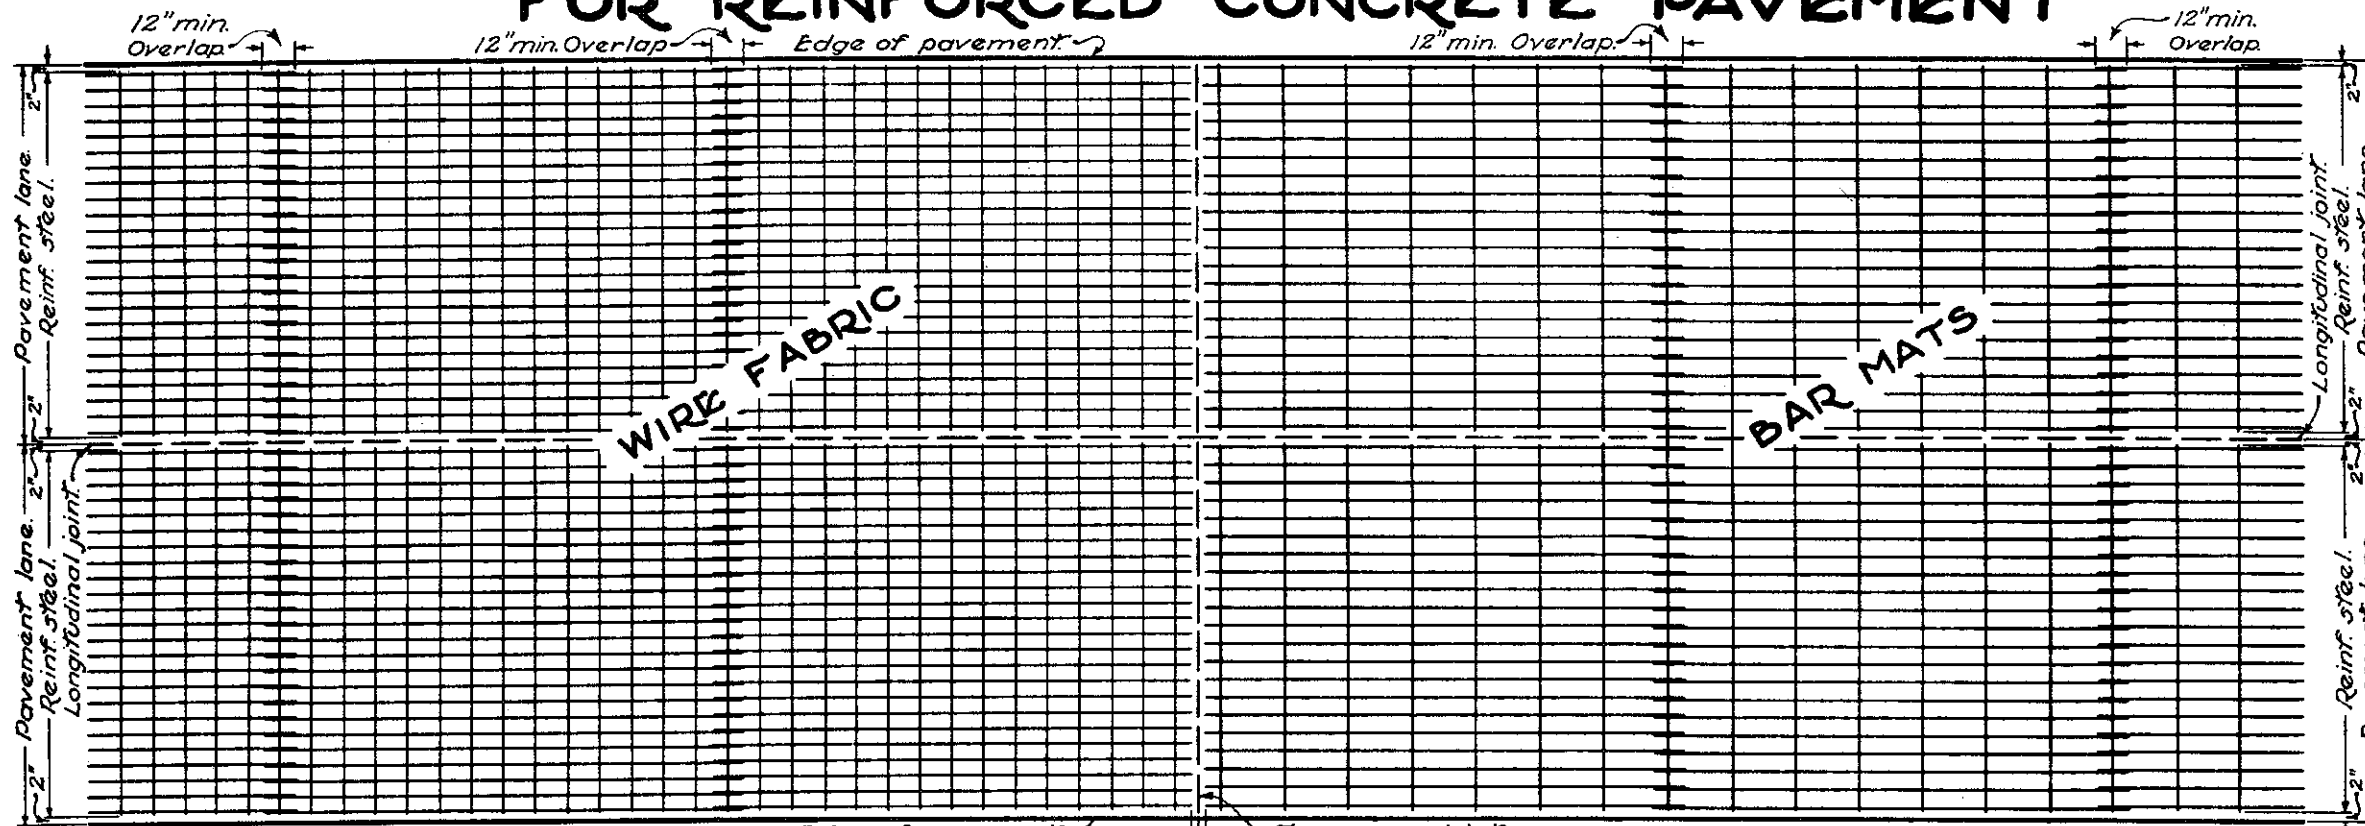 FOR REINFORCED CONCRETE PAVEMENT
12" min.
Overlap.
12" min. Overlap
Edge of pavement.
12" min. Overlap.
12" min.
Overlap.
Pavement lane.
2"
Reinf. steel.
2"
Pavement lane.
2"
Reinf. steel.
2"
Longitudinal joint.
WIRE FABRIC
BAR MATS
Longitudinal joint.
2"
Reinf. steel.
2"
2"
Reinf. steel.
2"